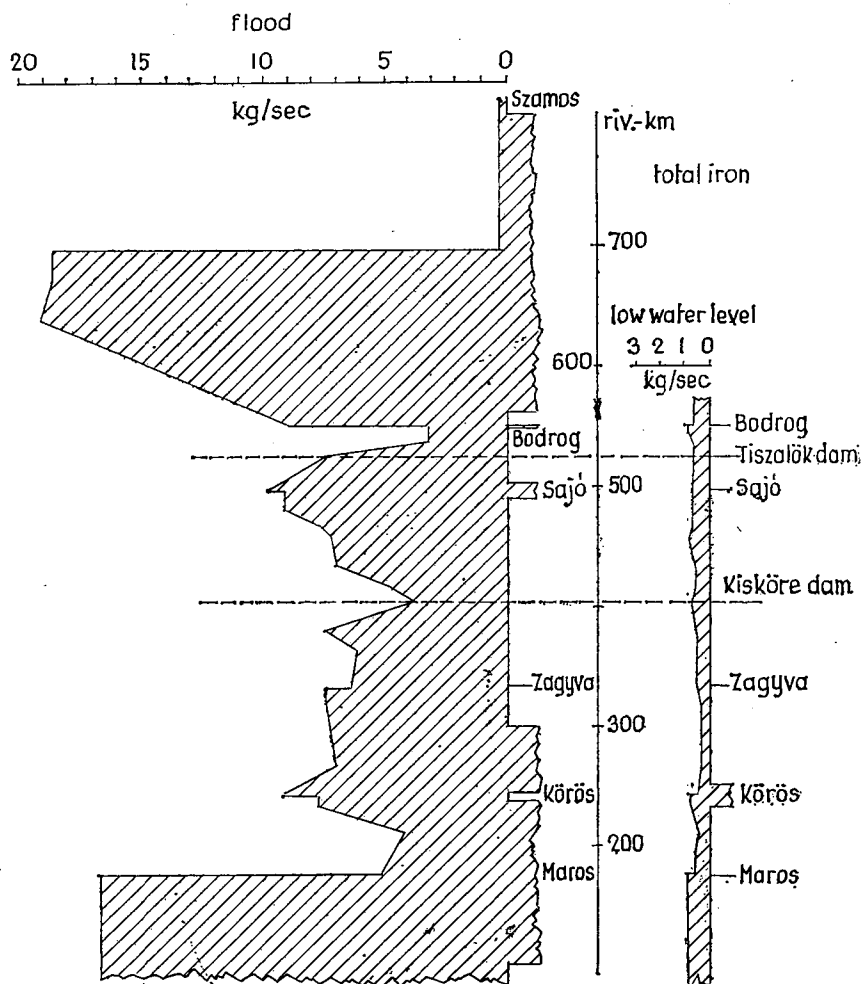 flood
20 15 10 5 0
kg/sec
Szamos
riv.-km
total iron
700
low water level
3 2 1 0
600
kg/sec
Bodrog
Bodrog
Tiszalök dam
500
Sajó
Sajó
Kisköre dam
Zagyva
Zagyva
300
Körös
Körös
200
Maros
Maros